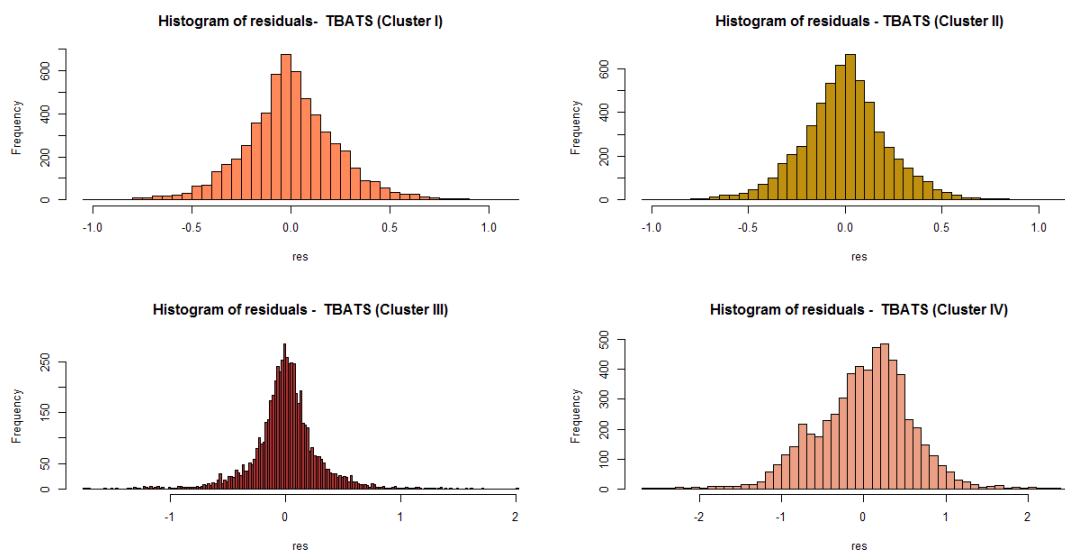 Histogram of residuals-  TBATS (Cluster I)
Frequency
600
400
200
0
-1.0 -0.5 0.0 0.5 1.0
res
Histogram of residuals -  TBATS (Cluster II)
Frequency
600
400
200
0
-1.0 -0.5 0.0 0.5 1.0
res
Histogram of residuals -  TBATS (Cluster III)
Frequency
250
150
50
0
-1 0 1 2
res
Histogram of residuals -  TBATS (Cluster IV)
Frequency
500
400
300
200
100
0
-2 -1 0 1 2
res